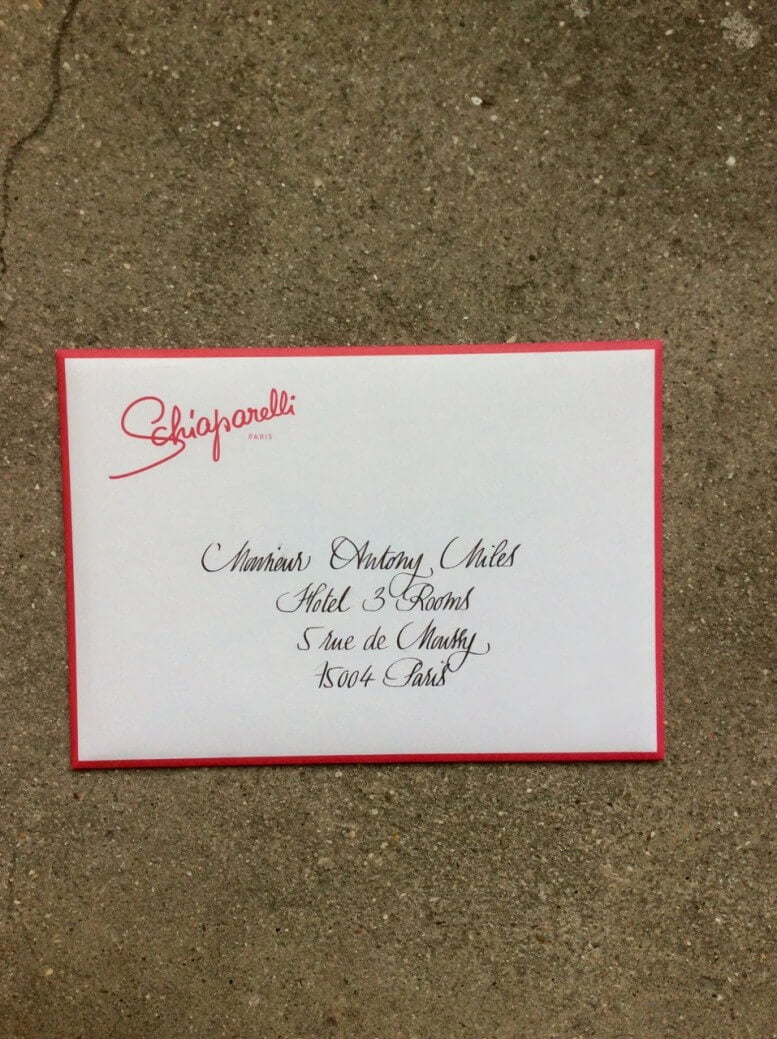 Schiaparelli
PARIS
Monsieur Antony Miles
Hotel 3 Rooms
5 rue de Moussy
75004 Paris